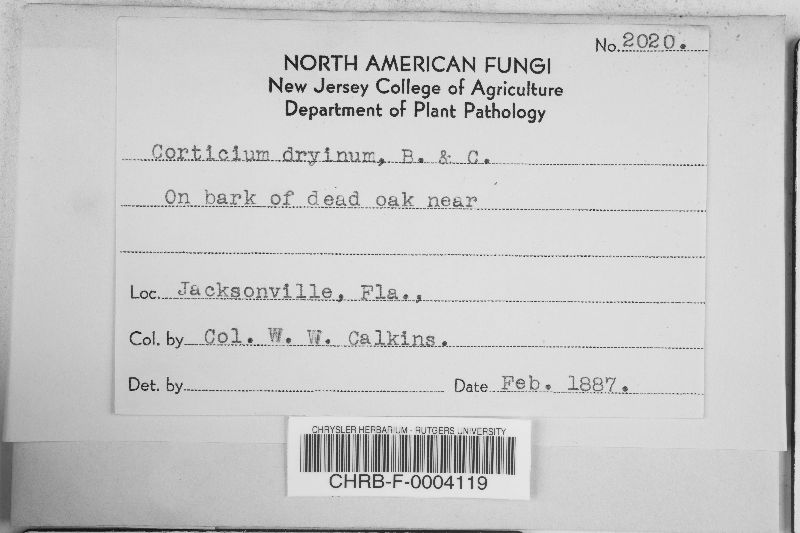 No. 2020.
NORTH AMERICAN FUNGI
New Jersey College of Agriculture
Department of Plant Pathology
Corticium dryinum, B. & C.
On bark of dead oak near
Loc. Jacksonville, Fla.,
Col. by Col. W. W. Calkins.
Det. by Date Feb. 1887.
CHRYSLER HERBARIUM - RUTGERS UNIVERSITY
CHRB-F-0004119